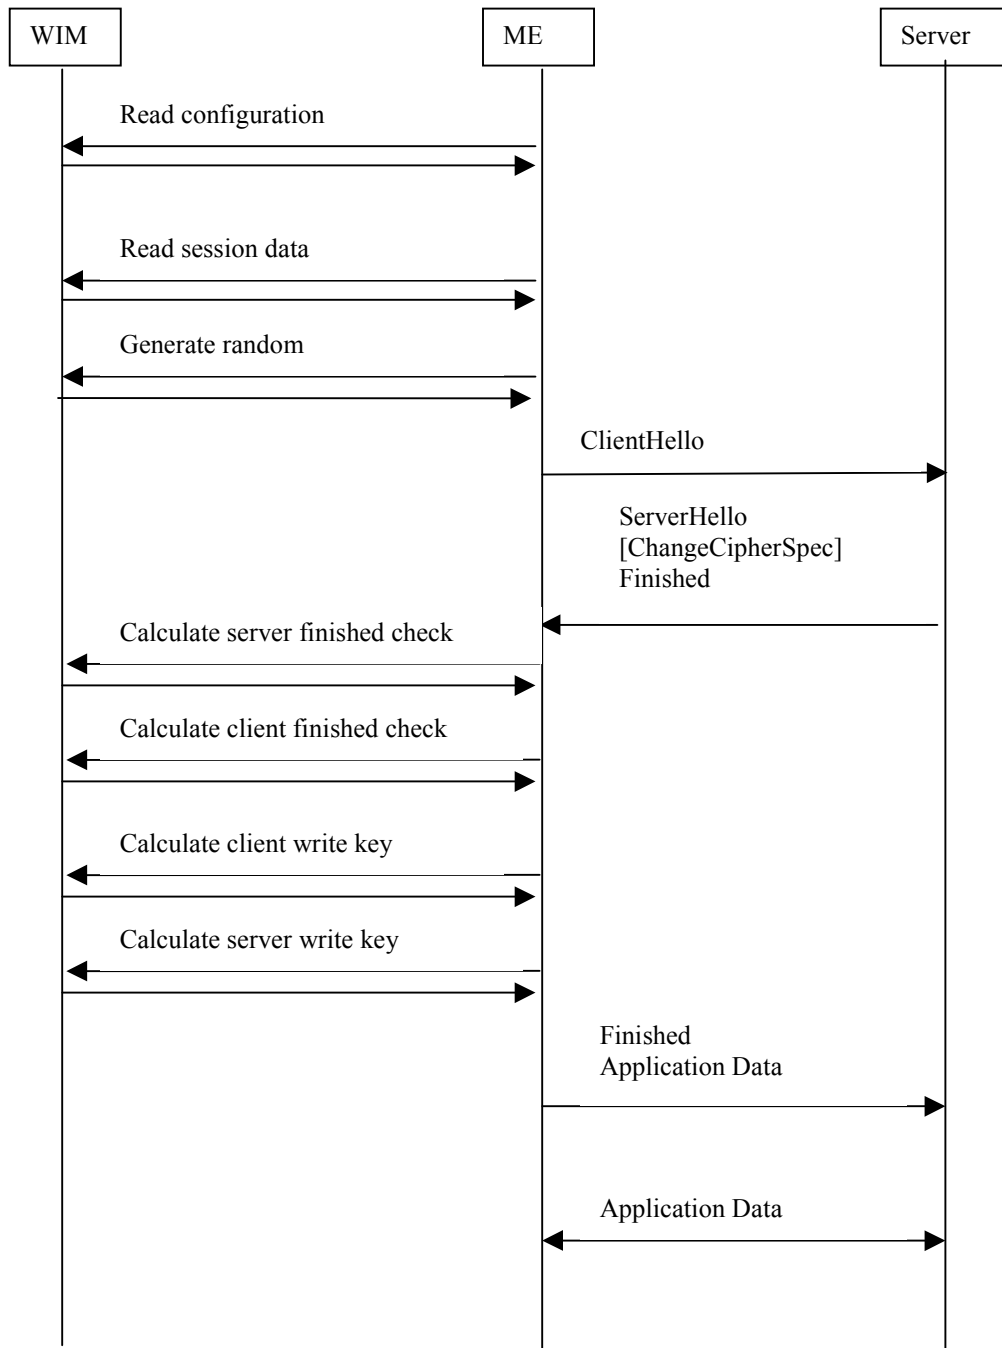 WIM
ME
Server
Read configuration
Read session data
Generate random
ClientHello
ServerHello
[ChangeCipherSpec]
Finished
Calculate server finished check
Calculate client finished check
Calculate client write key
Calculate server write key
Finished
Application Data
Application Data